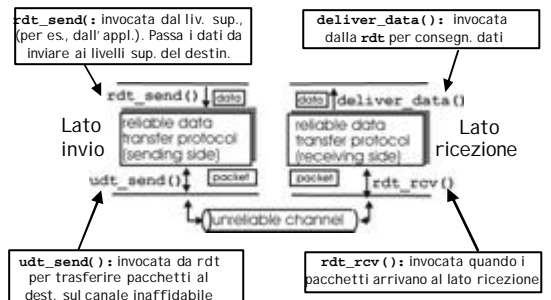 rdt_send(: invocata dal liv. sup.,
(per es., dall'appl.). Passa i dati da
inviare ai livelli sup. del destin.
deliver_data(): invocata
dalla rdt per consegn. dati
rdt_send()
data
data
deliver_data()
Lato
invio
reliable data
transfer protocol
(sending side)
reliable data
transfer protocol
(receiving side)
Lato
ricezione
udt_send()
packet
packet
rdt_rcv()
unreliable channel
udt_send(): invocata da rdt
per trasferire pacchetti al
dest. sul canale inaffidabile
rdt_rcv(): invocata quando i
pacchetti arrivano al lato ricezione